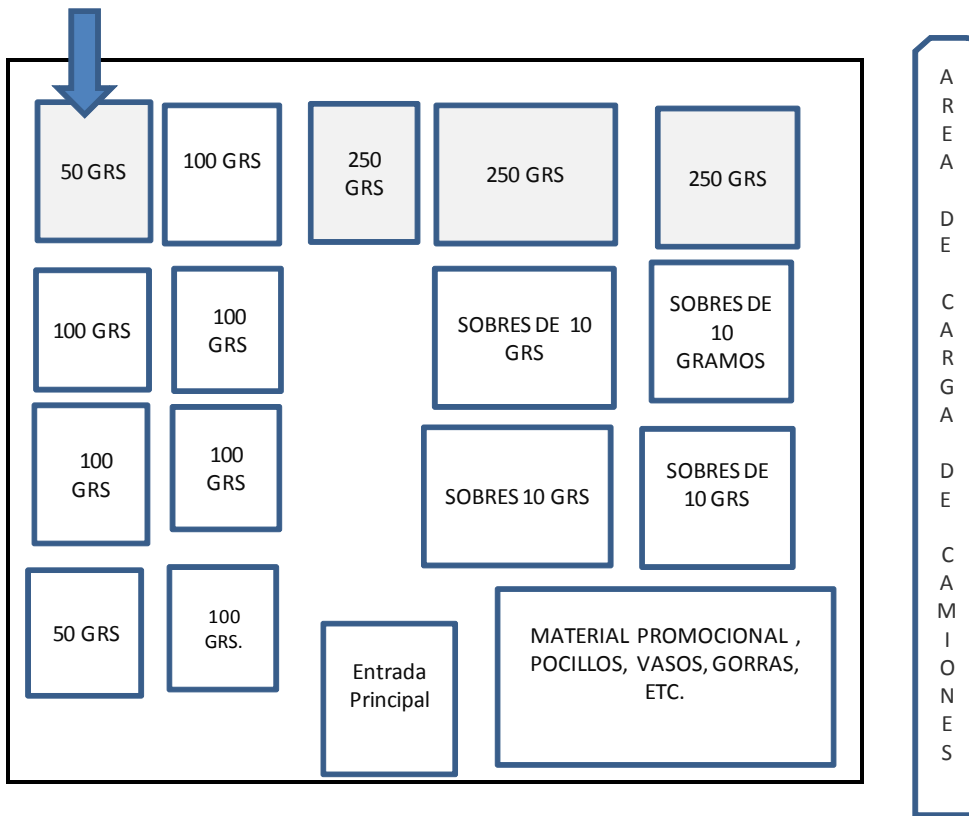 50 GRS
100 GRS
250
GRS
250 GRS
250 GRS
100 GRS
100
GRS
SOBRES DE 10
GRS
SOBRES DE
10
GRAMOS
100
GRS
100
GRS
SOBRES 10 GRS
SOBRES DE
10 GRS
50 GRS
100
GRS.
Entrada
Principal
MATERIAL PROMOCIONAL ,
POCILLOS, VASOS, GORRAS,
ETC.
A
R
E
A
D
E
C
A
R
G
A
D
E
C
A
M
I
O
N
E
S